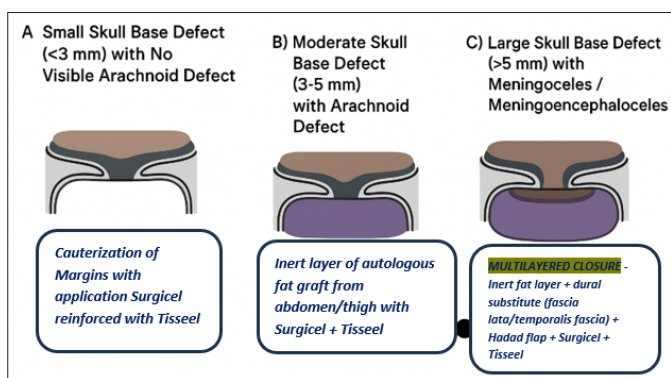 A Small Skull Base Defect
(<3 mm) with No
Visible Arachnoid Defect
B) Moderate Skull
Base Defect
(3-5 mm)
with Arachnoid
Defect
C) Large Skull Base Defect
(>5 mm) with
Meningoceles /
Meningoencephaloceles
Cauterization of
Margins with
application Surgicel
reinforced with Tisseel
Inert layer of autologous
fat graft from
abdomen/thigh with
Surgicel + Tisseel
MULTILAYERED CLOSURE -
Inert fat layer + dural
substitute (fascia
lata/temporalis fascia) +
Hadad flap + Surgicel +
Tisseel